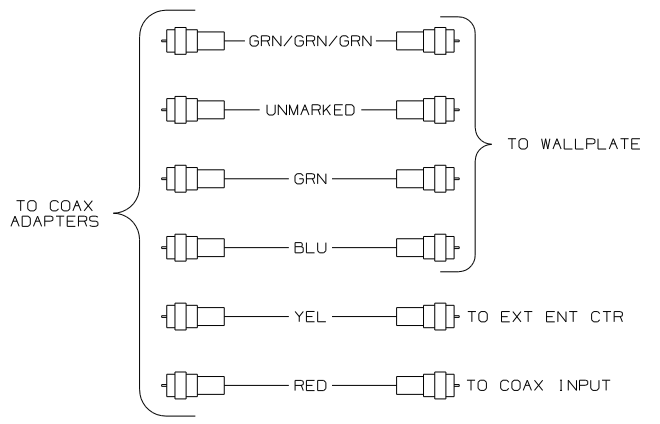 GRN/GRN/GRN
UNMARKED
TO WALLPLATE
GRN
TO COAX
ADAPTERS
BLU
YEL
TO EXT ENT CTR
RED
TO COAX INPUT